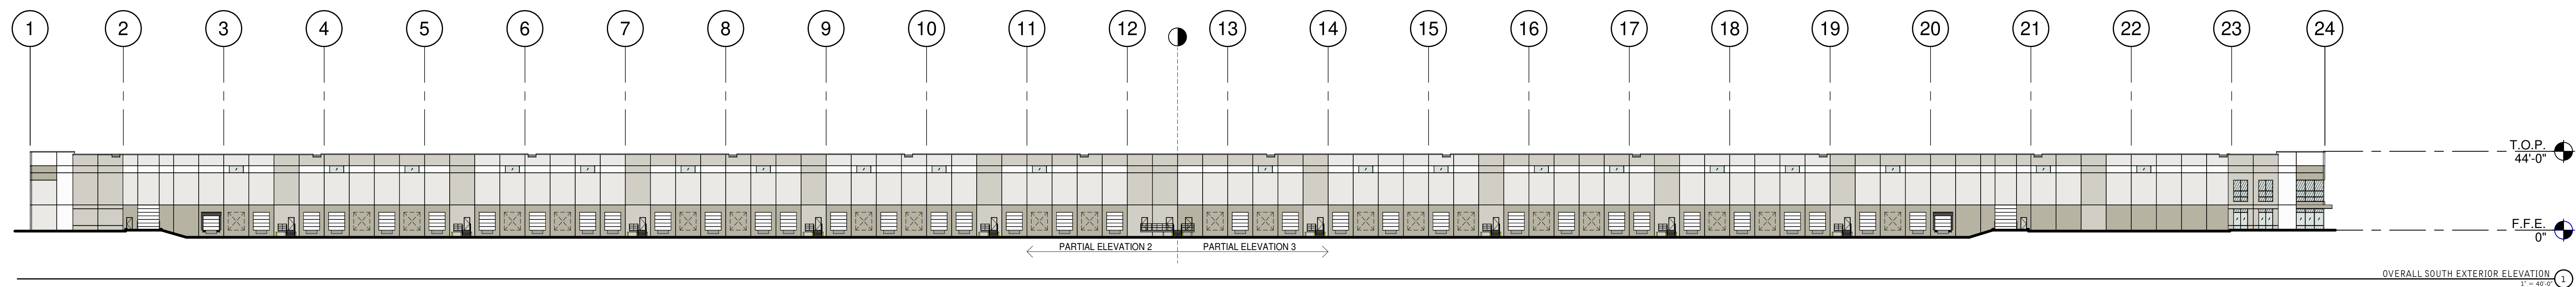 1 2 3 4 5 6 7 8 9 10 11 12 13 14 15 16 17 18 19 20 21 22 23 24
T.O.P.
44'-0"
F.F.E.
0"
PARTIAL ELEVATION 2 PARTIAL ELEVATION 3
OVERALL SOUTH EXTERIOR ELEVATION 1
1" = 40'-0"